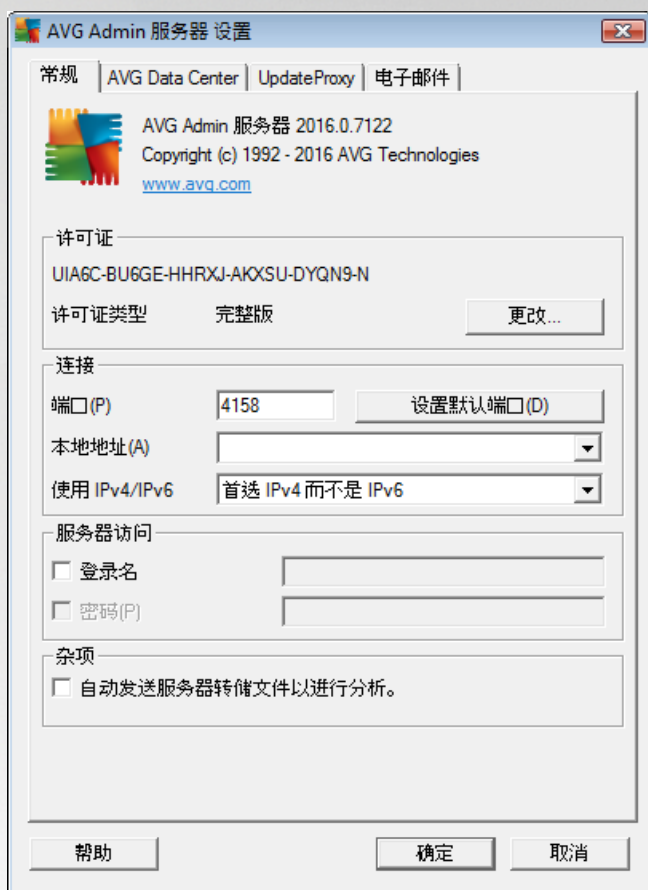 AVG Admin 服务器 设置
常规 AVG Data Center UpdateProxy 电子邮件
AVG Admin 服务器 2016.0.7122
Copyright (c) 1992 - 2016 AVG Technologies
www.avg.com
许可证
UIA6C-BU6GE-HHRXJ-AKXSU-DYQN9-N
许可证类型 完整版 更改...
连接
端口(P) 4158 设置默认端口(D)
本地地址(A)
使用 IPv4/IPv6 首选 IPv4 而不是 IPv6
服务器访问
登录名
密码(P)
杂项
自动发送服务器转储文件以进行分析。
帮助 确定 取消